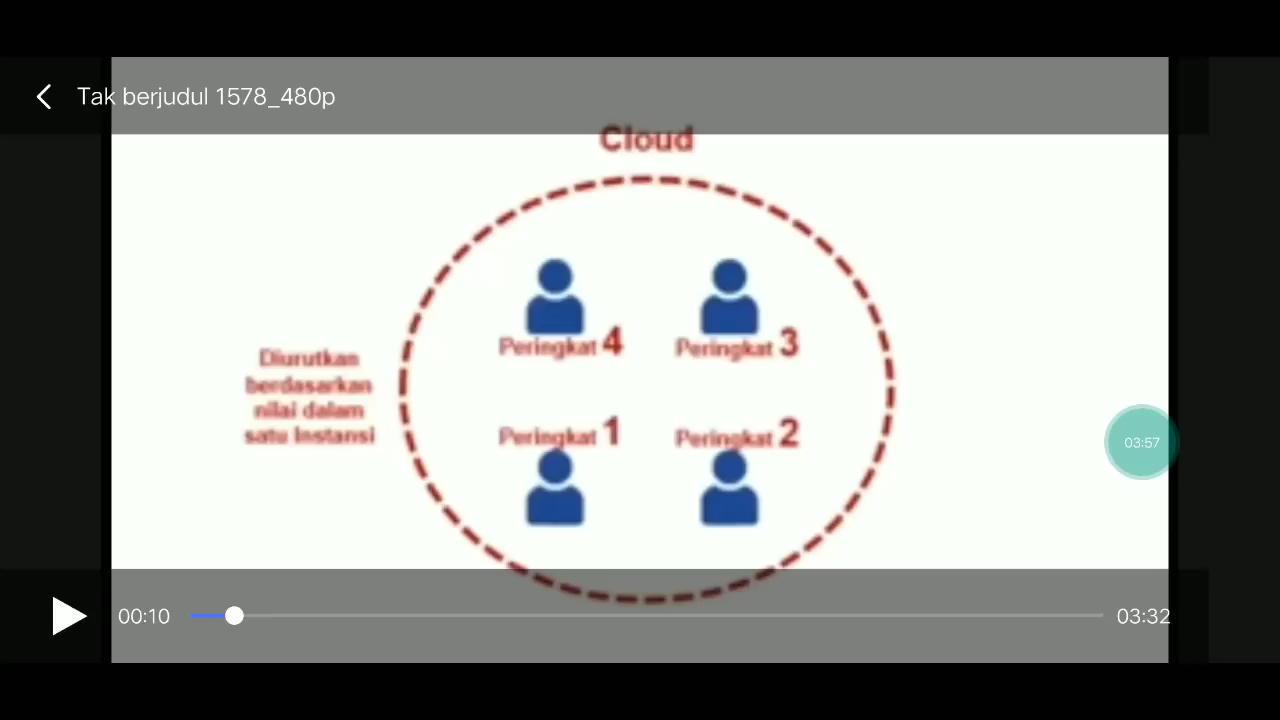 Tak berjudul 1578_480p
Cloud
Peringkat 4
Peringkat 3
Diurutkan
berdasarkan
nilai dalam
satu Instansi
Peringkat 1
Peringkat 2
03:57
00:10
03:32